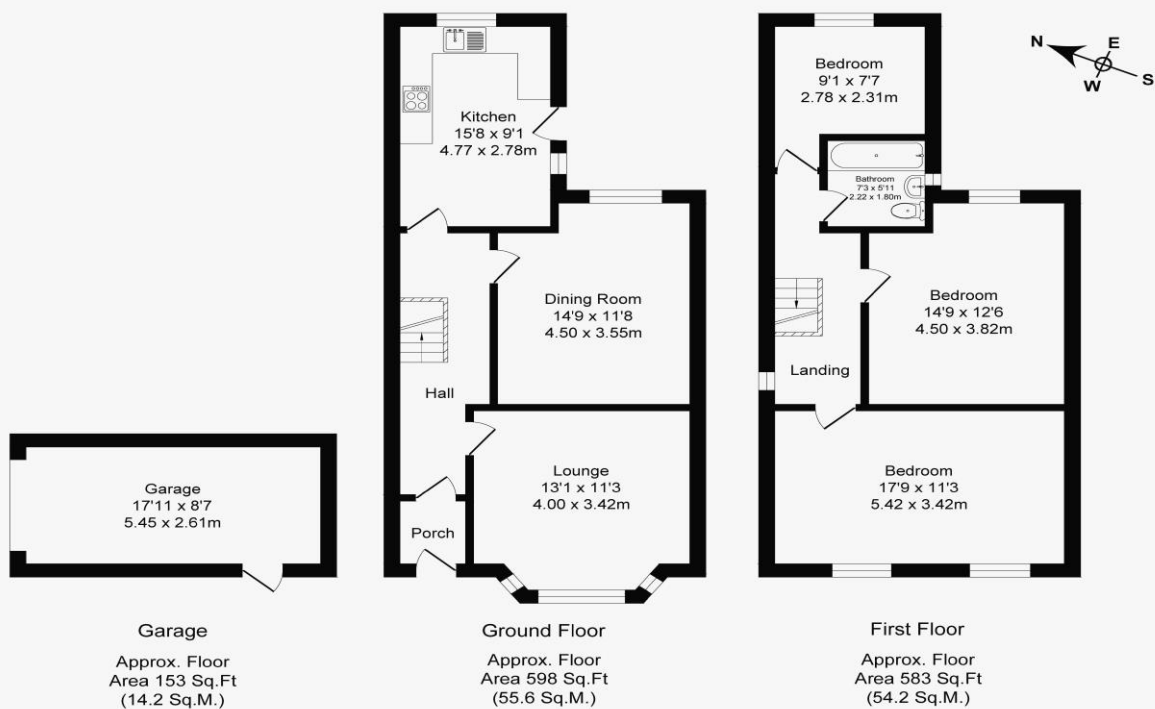 Garage
17'11 x 8'7
5.45 x 2.61m
Garage
Approx. Floor
Area 153 Sq.Ft
(14.2 Sq.M.)
Kitchen
15'8 x 9'1
4.77 x 2.78m
Dining Room
14'9 x 11'8
4.50 x 3.55m
Hall
Lounge
13'1 x 11'3
4.00 x 3.42m
Porch
Ground Floor
Approx. Floor
Area 598 Sq.Ft
(55.6 Sq.M.)
Bedroom
9'1 x 7'7
2.78 x 2.31m
Bathroom
7'3 x 5'11
2.22 x 1.80m
Bedroom
14'9 x 12'6
4.50 x 3.82m
Landing
Bedroom
17'9 x 11'3
5.42 x 3.42m
First Floor
Approx. Floor
Area 583 Sq.Ft
(54.2 Sq.M.)
N
E
W
S